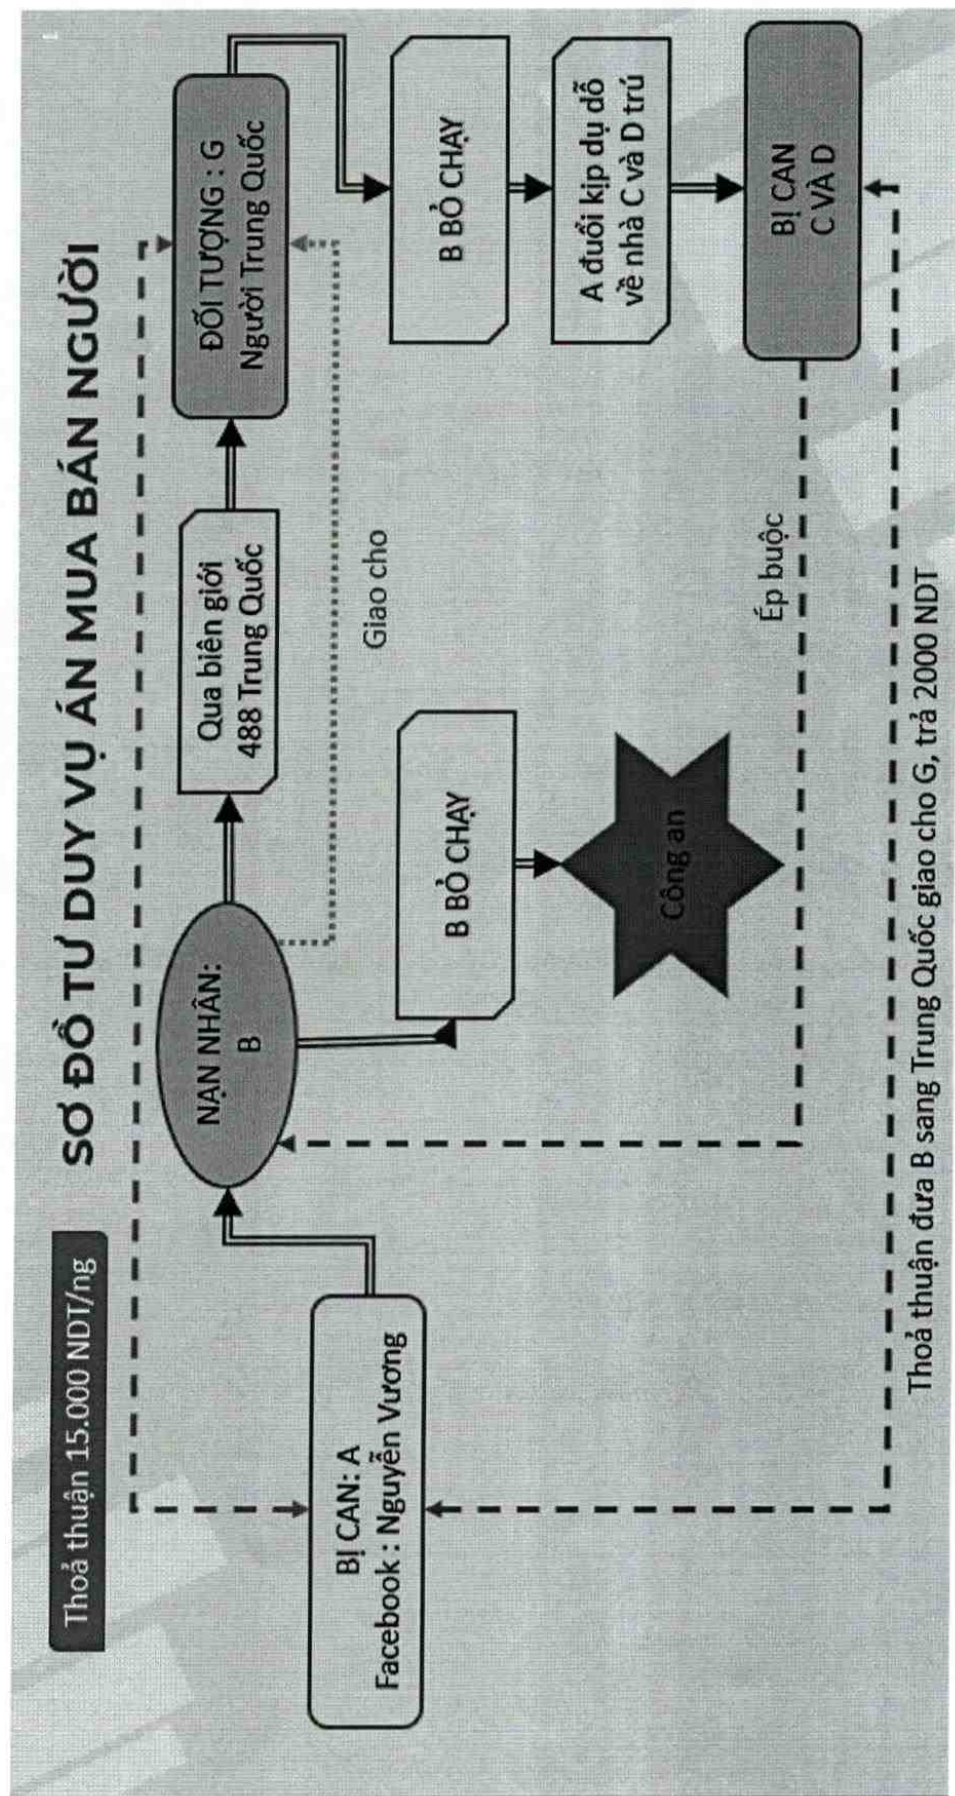 SƠ ĐỒ TƯ DUY VỤ ÁN MUA BÁN NGƯỜI
Thoả thuận 15.000 NDT/ng
BỊ CAN: A
Facebook : Nguyễn Vương
NẠN NHÂN:
B
Qua biên giới
488 Trung Quốc
ĐỐI TƯỢNG : G
Người Trung Quốc
Giao cho
B BỎ CHẠY
B BỎ CHẠY
A đuổi kịp dụ dỗ
về nhà C và D trú
Công an
Ép buộc
BỊ CAN
C VÀ D
Thoả thuận đưa B sang Trung Quốc giao cho G, trả 2000 NDT